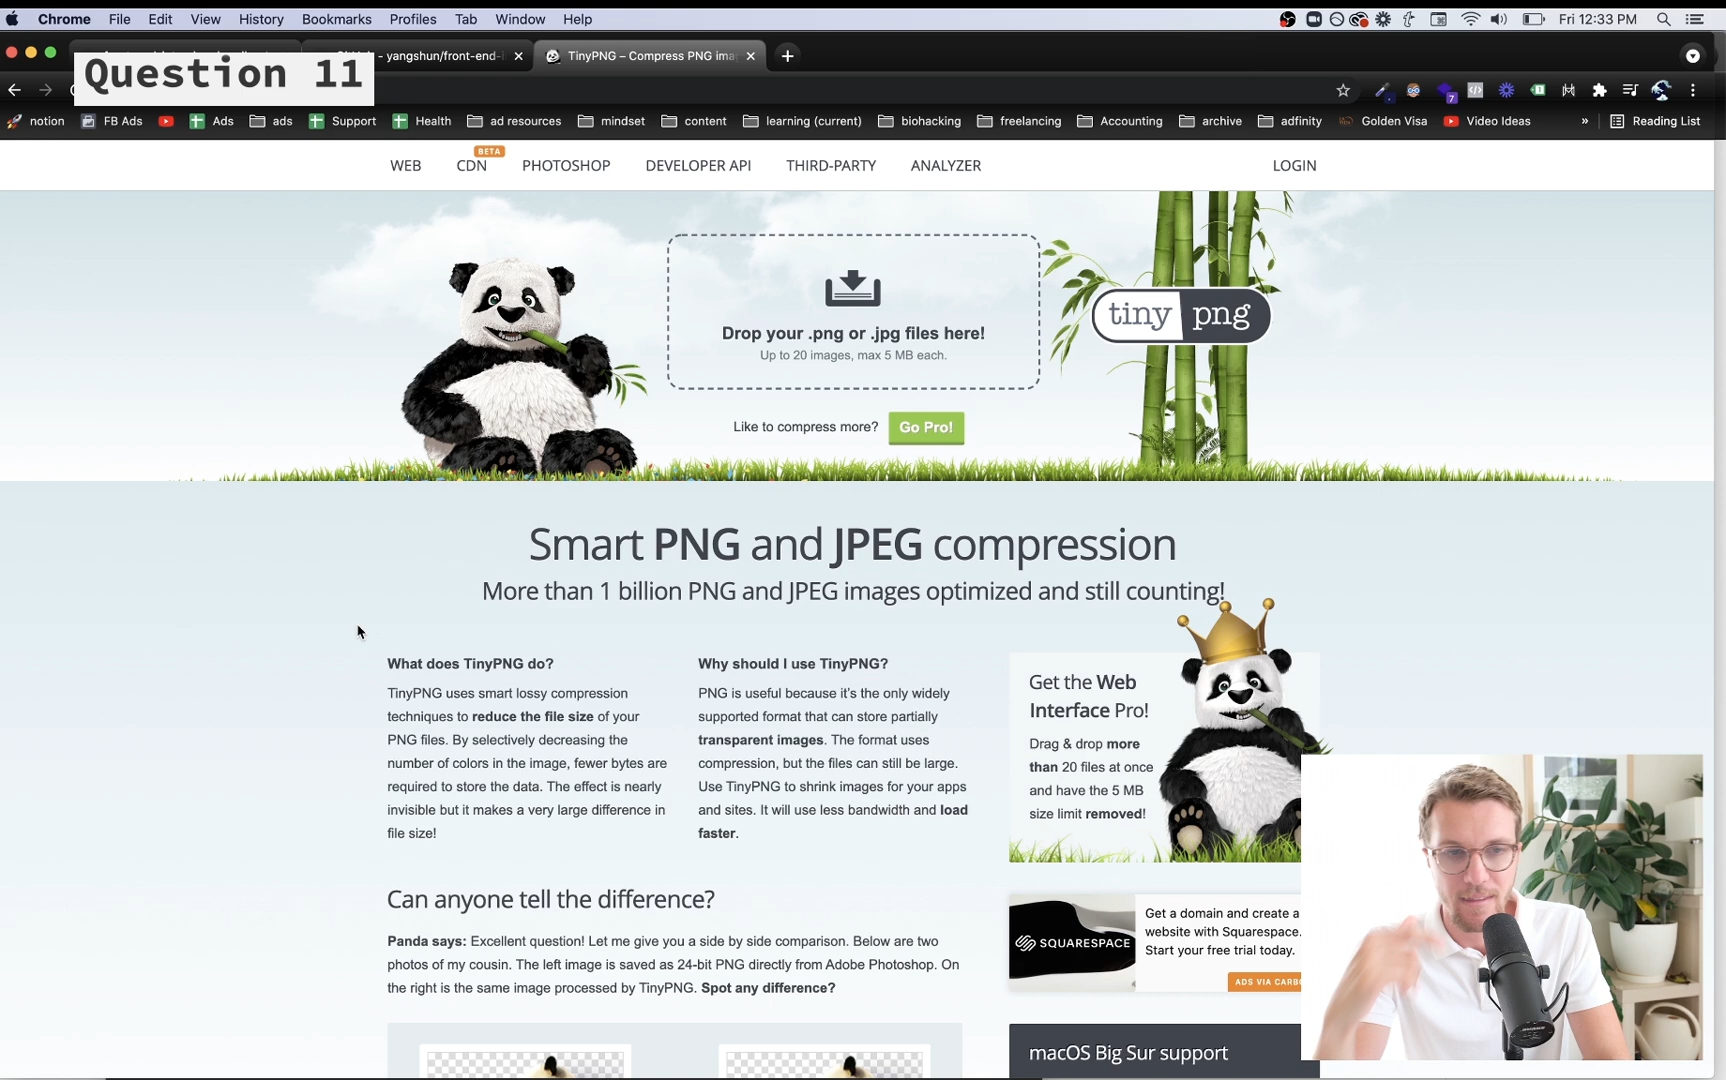 Chrome File Edit View History Bookmarks Profiles Tab Window Help
Fri 12:33 PM
- yangshun/front-end-i
TinyPNG – Compress PNG ima
Question 11
7
notion
FB Ads
Ads
ads
Support
Health
ad resources
mindset
content
learning (current)
biohacking
freelancing
Accounting
archive
adfinity
Golden Visa
Video Ideas
»
Reading List
WEB
CDN
BETA
PHOTOSHOP
DEVELOPER API
THIRD-PARTY
ANALYZER
LOGIN
Drop your .png or .jpg files here!
Up to 20 images, max 5 MB each.
Like to compress more?
Go Pro!
tiny png
Smart PNG and JPEG compression
More than 1 billion PNG and JPEG images optimized and still counting!
What does TinyPNG do?
TinyPNG uses smart lossy compression
techniques to reduce the file size of your
PNG files. By selectively decreasing the
number of colors in the image, fewer bytes are
required to store the data. The effect is nearly
invisible but it makes a very large difference in
file size!
Why should I use TinyPNG?
PNG is useful because it's the only widely
supported format that can store partially
transparent images. The format uses
compression, but the files can still be large.
Use TinyPNG to shrink images for your apps
and sites. It will use less bandwidth and load
faster.
Get the Web
Interface Pro!
Drag & drop more
than 20 files at once
and have the 5 MB
size limit removed!
Can anyone tell the difference?
Panda says: Excellent question! Let me give you a side by side comparison. Below are two
photos of my cousin. The left image is saved as 24-bit PNG directly from Adobe Photoshop. On
the right is the same image processed by TinyPNG. Spot any difference?
SQUARESPACE
Get a domain and create a
website with Squarespace.
Start your free trial today.
ADS VIA CARBO
macOS Big Sur support